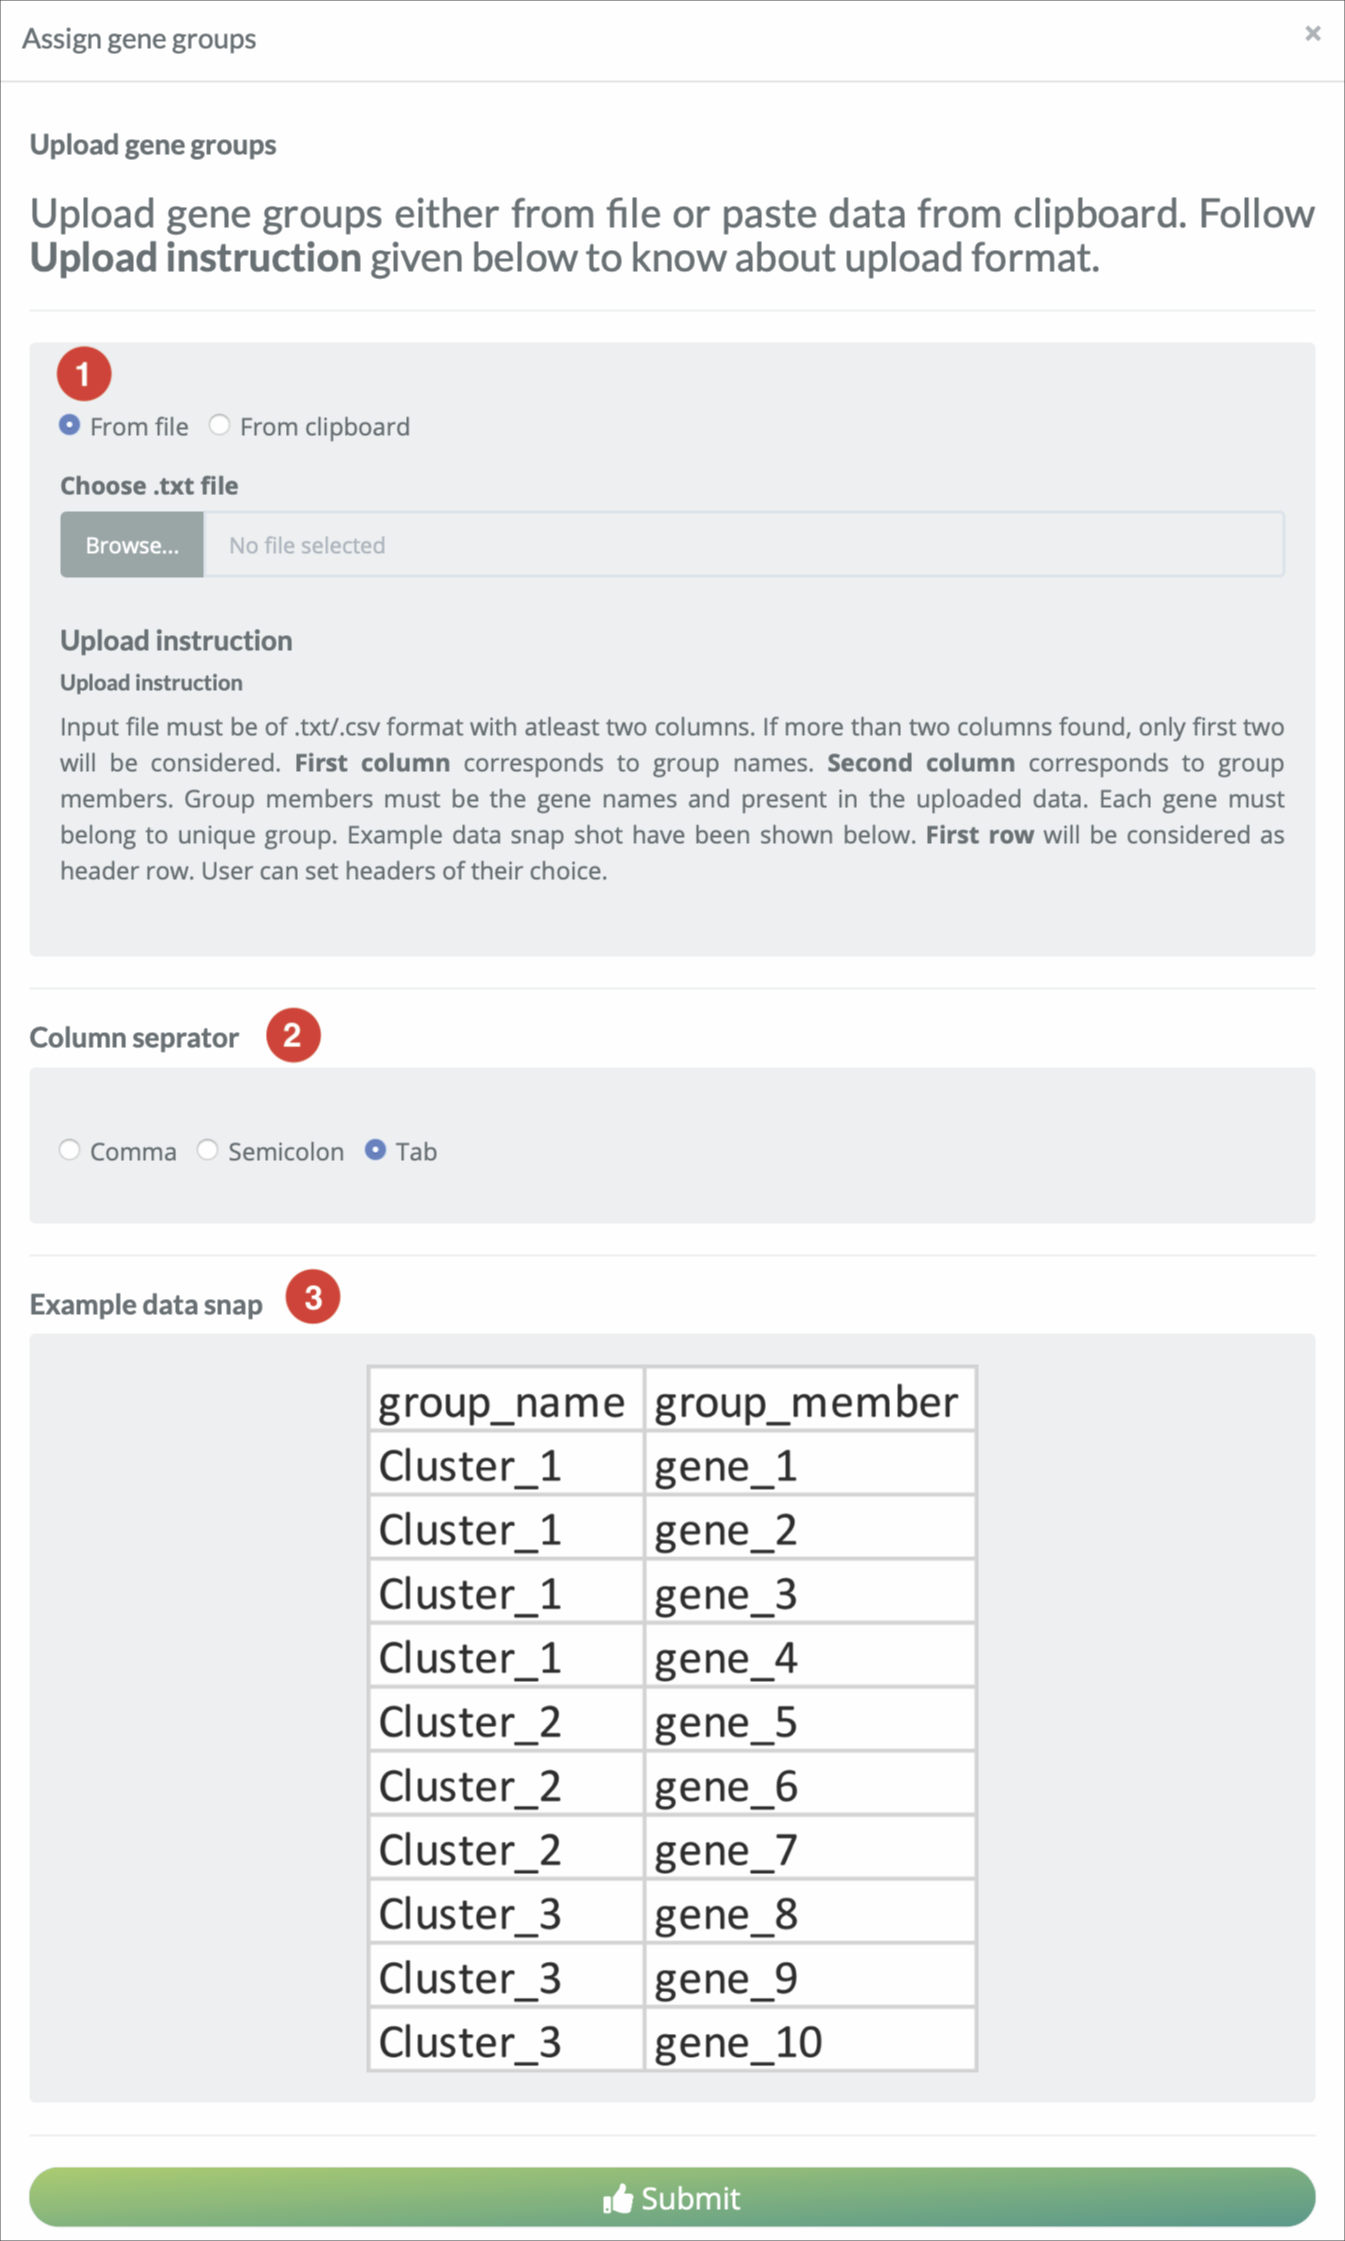 Assign gene groups ×
Upload gene groups
Upload gene groups either from file or paste data from clipboard. Follow
Upload instruction given below to know about upload format.
1
From file From clipboard
Choose .txt file
Browse... No file selected
Upload instruction
Upload instruction
Input file must be of .txt/.csv format with atleast two columns. If more than two columns found, only first two
will be considered. First column corresponds to group names. Second column corresponds to group
members. Group members must be the gene names and present in the uploaded data. Each gene must
belong to unique group. Example data snap shot have been shown below. First row will be considered as
header row. User can set headers of their choice.
Column seprator 2
Comma Semicolon Tab
Example data snap 3
group_name group_member
Cluster_1 gene_1
Cluster_1 gene_2
Cluster_1 gene_3
Cluster_1 gene_4
Cluster_2 gene_5
Cluster_2 gene_6
Cluster_2 gene_7
Cluster_3 gene_8
Cluster_3 gene_9
Cluster_3 gene_10
Submit